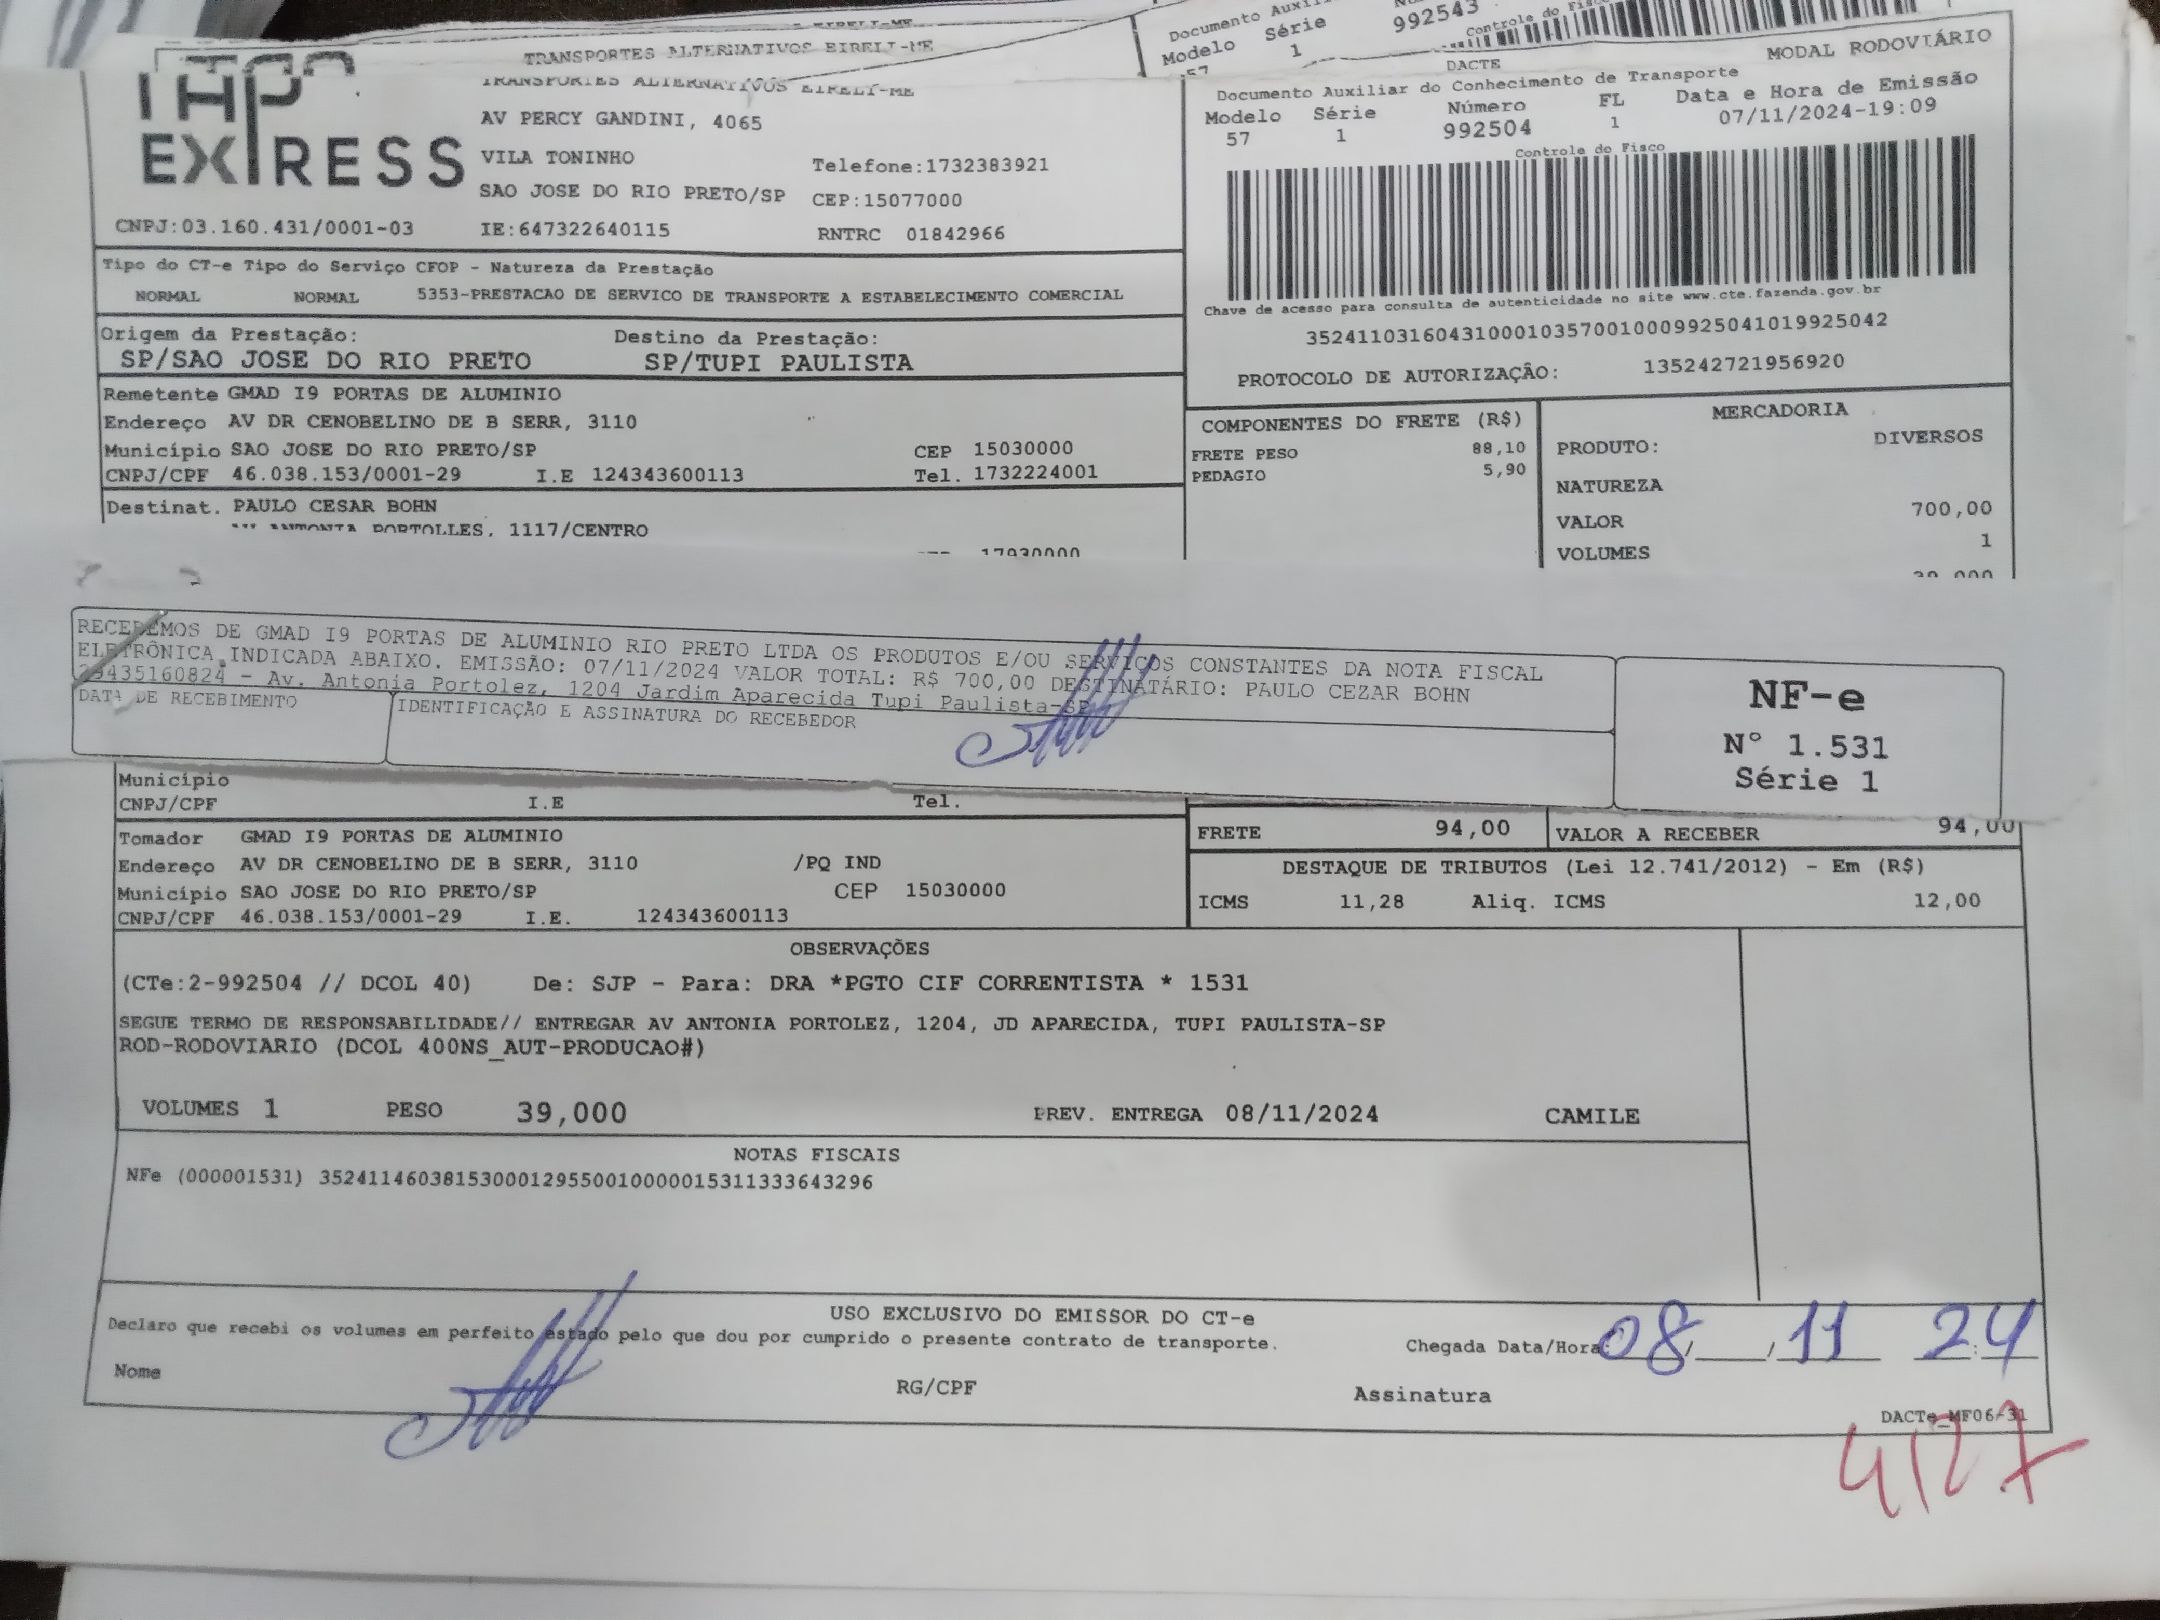 EIRELI-ME
TRANSPORTES ALTERNATIVOS EIRELI-ME
Documento
Modelo Série
1
992543
Controle do Fisco
EXPRESS
TRANSPORTES ALTERNATIVOS EIRELI-ME
AV PERCY GANDINI, 4065
VILA TONINHO
Telefone:1732383921
SAO JOSE DO RIO PRETO/SP CEP:15077000
CNPJ:03.160.431/0001-03 IE:647322640115 RNTRC 01842966
DACTE
MODAL RODOVIÁRIO
Documento Auxiliar do Conhecimento de Transporte
Modelo Série Número FL Data e Hora de Emissão
57 1 992504 1 07/11/2024-19:09
Controle do Fisco
Chave de acesso para consulta de autenticidade no site www.cte.fazenda.gov.br
35241103160431000103570010009925041019925042
PROTOCOLO DE AUTORIZAÇÃO: 135242721956920
Tipo do CT-e Tipo do Serviço CFOP - Natureza da Prestação
NORMAL NORMAL 5353-PRESTACAO DE SERVICO DE TRANSPORTE A ESTABELECIMENTO COMERCIAL
Origem da Prestação: Destino da Prestação:
SP/SAO JOSE DO RIO PRETO SP/TUPI PAULISTA
Remetente GMAD I9 PORTAS DE ALUMINIO
Endereço AV DR CENOBELINO DE B SERR, 3110
Município SAO JOSE DO RIO PRETO/SP CEP 15030000
CNPJ/CPF 46.038.153/0001-29 I.E 124343600113 Tel. 1732224001
Destinat. PAULO CESAR BOHN
ANTONIA PORTOLLES, 1117/CENTRO
17930000
COMPONENTES DO FRETE (R$)
FRETE PESO 88,10
PEDAGIO 5,90
MERCADORIA
PRODUTO: DIVERSOS
NATUREZA
VALOR 700,00
VOLUMES 1
RECEBEMOS DE GMAD I9 PORTAS DE ALUMINIO RIO PRETO LTDA OS PRODUTOS E/OU SERVIÇOS CONSTANTES DA NOTA FISCAL
ELETRÔNICA INDICADA ABAIXO. EMISSÃO: 07/11/2024 VALOR TOTAL: R$ 700,00 DESTINATÁRIO: PAULO CEZAR BOHN
- Av. Antonia Portolez, 1204 Jardim Aparecida Tupi Paulista-SP
DATA DE RECEBIMENTO
IDENTIFICAÇÃO E ASSINATURA DO RECEBEDOR
NF-e
N° 1.531
Série 1
Município
CNPJ/CPF I.E Tel.
Tomador GMAD I9 PORTAS DE ALUMINIO
Endereço AV DR CENOBELINO DE B SERR, 3110 /PQ IND
Município SAO JOSE DO RIO PRETO/SP CEP 15030000
CNPJ/CPF 46.038.153/0001-29 I.E. 124343600113
FRETE 94,00 VALOR A RECEBER 94,00
DESTAQUE DE TRIBUTOS (Lei 12.741/2012) - Em (R$)
ICMS 11,28 Aliq. ICMS 12,00
OBSERVAÇÕES
(CTe:2-992504 // DCOL 40) De: SJP - Para: DRA *PGTO CIF CORRENTISTA * 1531
SEGUE TERMO DE RESPONSABILIDADE// ENTREGAR AV ANTONIA PORTOLEZ, 1204, JD APARECIDA, TUPI PAULISTA-SP
ROD-RODOVIARIO (DCOL 400NS_AUT-PRODUCAO#)
VOLUMES 1 PESO 39,000 PREV. ENTREGA 08/11/2024 CAMILE
NOTAS FISCAIS
NFe (000001531) 35241146038153000129550010000015311333643296
USO EXCLUSIVO DO EMISSOR DO CT-e
Declaro que recebi os volumes em perfeito estado pelo que dou por cumprido o presente contrato de transporte.
Chegada Data/Hora: 08 / / 11 24
Nome RG/CPF Assinatura
DACTe_MF06-31
4127